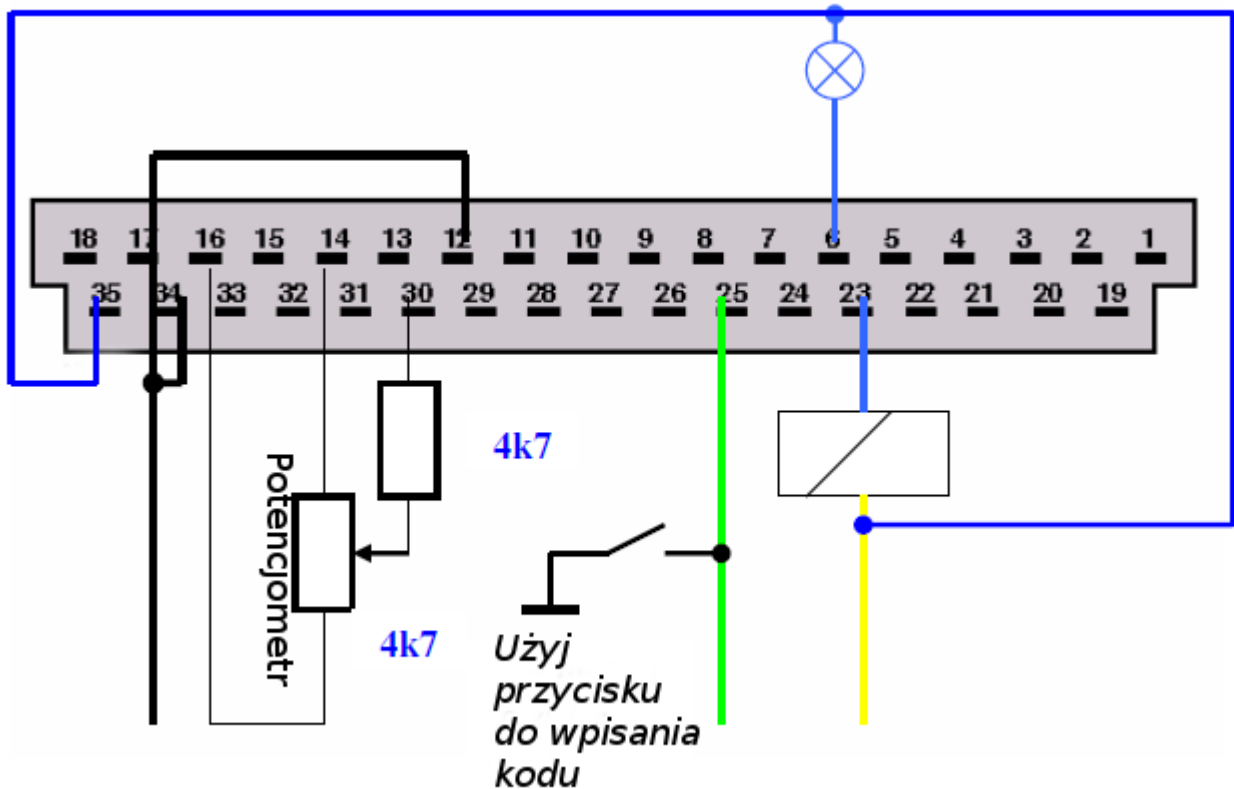 18 17 16 15 14 13 12 11 10 9 8 7 6 5 4 3 2 1
35 34 33 32 31 30 29 28 27 26 25 24 23 22 21 20 19
4k7
Potencjometr
4k7
Użyj
przycisku
do wpisania
kodu